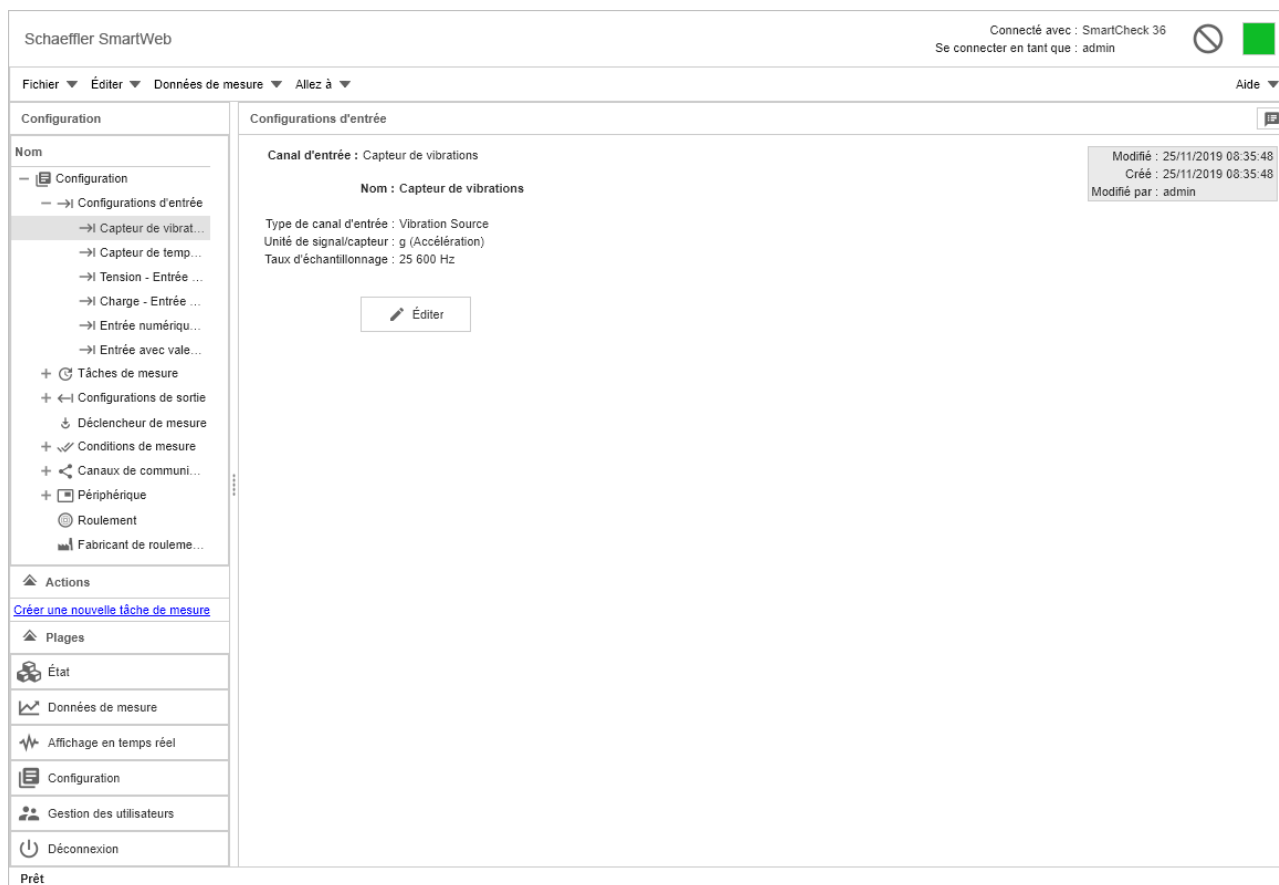 Schaeffler SmartWeb
Connecté avec : SmartCheck 36
Se connecter en tant que : admin
Fichier Éditer Données de mesure Allez à Aide
Configuration
Nom
Configuration
Configurations d'entrée
Capteur de vibrat...
Capteur de temp...
Tension - Entrée ...
Charge - Entrée ...
Entrée numériqu...
Entrée avec vale...
Tâches de mesure
Configurations de sortie
Déclencheur de mesure
Conditions de mesure
Canaux de communi...
Périphérique
Roulement
Fabricant de rouleme...
Actions
Créer une nouvelle tâche de mesure
Plages
État
Données de mesure
Affichage en temps réel
Configuration
Gestion des utilisateurs
Déconnexion
Configurations d'entrée
Canal d'entrée : Capteur de vibrations
Nom : Capteur de vibrations
Type de canal d'entrée : Vibration Source
Unité de signal/capteur : g (Accélération)
Taux d'échantillonnage : 25 600 Hz
Éditer
Modifié : 25/11/2019 08:35:48
Créé : 25/11/2019 08:35:48
Modifié par : admin
Prêt